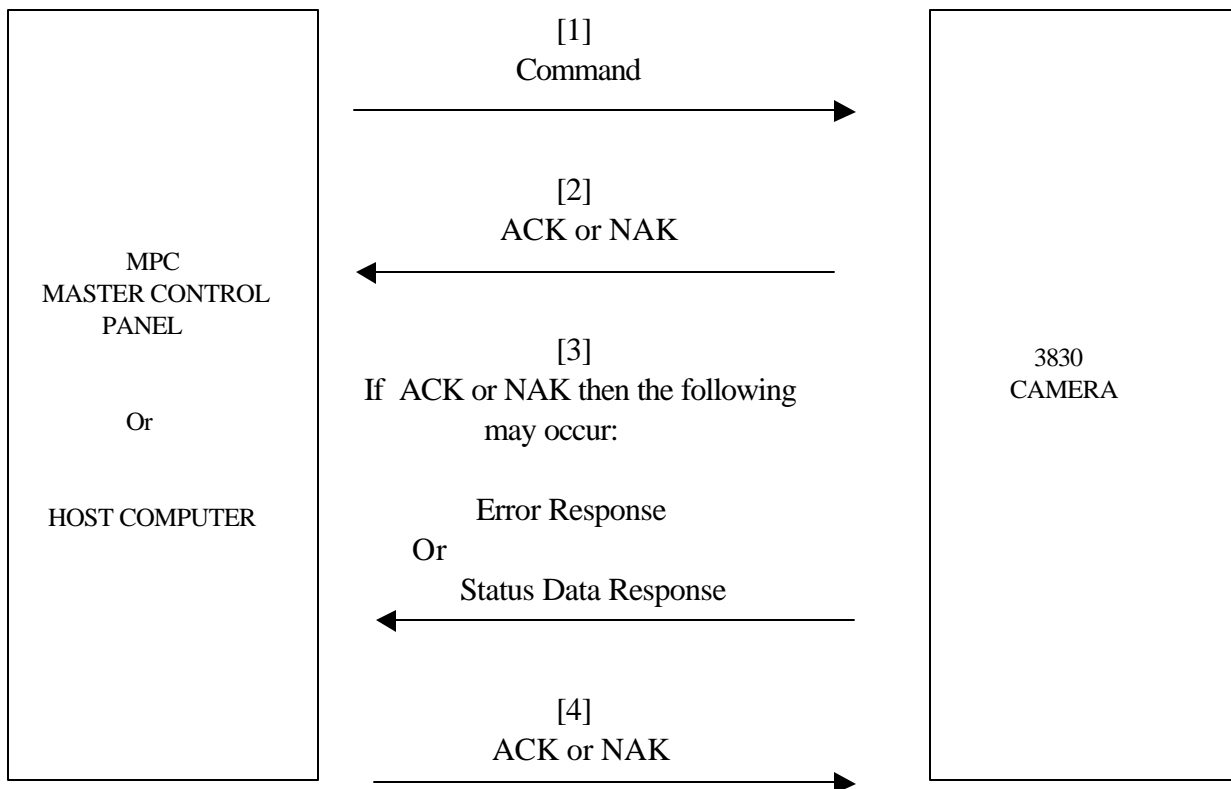 [1]
Command
[2]
ACK or NAK
MPC
MASTER CONTROL
PANEL
Or
HOST COMPUTER
[3]
If ACK or NAK then the following
may occur:
Error Response
Or
Status Data Response
[4]
ACK or NAK
3830
CAMERA